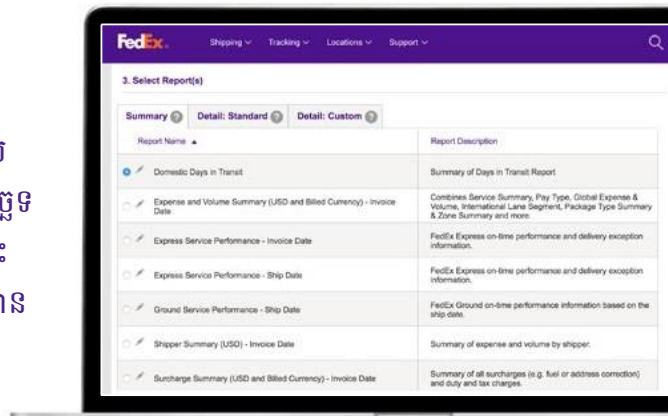 ច្ចទ
ះ
ាន
FedEx. Shipping Tracking Locations Support
3. Select Report(s)
Summary ? Detail: Standard ? Detail: Custom ?
Report Name ▲ Report Description
Domestic Days in Transit Summary of Days in Transit Report
Expense and Volume Summary (USD and Billed Currency) - Invoice
Date
Combines Service Summary, Pay Type, Global Expense &
Volume, International Lane Segment, Package Type Summary
& Zone Summary and more.
Express Service Performance - Invoice Date
FedEx Express on-time performance and delivery exception
information.
Express Service Performance - Ship Date
FedEx Express on-time performance and delivery exception
information.
Ground Service Performance - Ship Date
FedEx Ground on-time performance information based on the
ship date.
Shipper Summary (USD) - Invoice Date Summary of expense and volume by shipper.
Surcharge Summary (USD and Billed Currency) - Invoice Date
Summary of all surcharges (e.g. fuel or address correction)
and duty and tax charges.